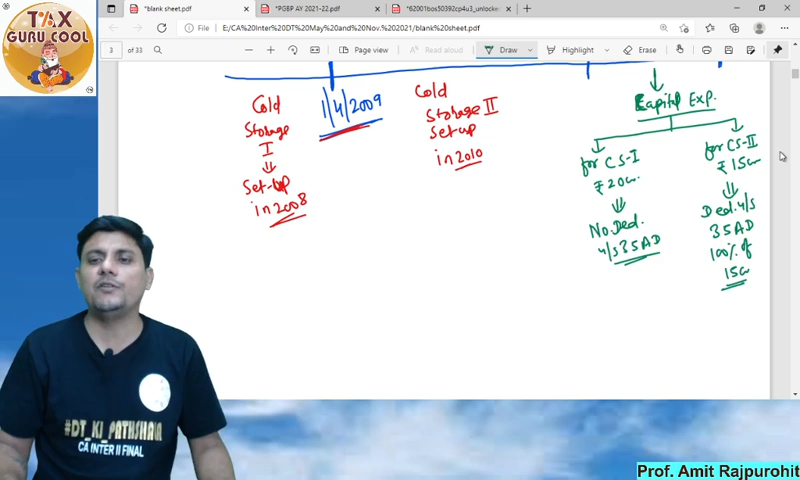 TAX
GURU COOL
*blank sheet.pdf
*PGBP AY 2021-22.pdf
*62001bos50392cp4u3_unlocked
File
E:/CA%20Inter%20DT%20May%20and%20Nov.%202021/blank%20sheet.pdf
3
of 33
Page view
Read aloud
Add text
Draw
Highlight
Erase
Cold
Storage
I
Set-up
in 2008
1/4/2009
Cold
Storage II
Set up
in 2010
Capital Exp.
for CS-I
₹20cr.
No Ded.
u/s 35AD
for CS-II
₹15cr
Ded. u/s
35AD
100% of
15cr
#DT_KI_PATHSHALA
CA INTER II FINAL
Prof. Amit Rajpurohit